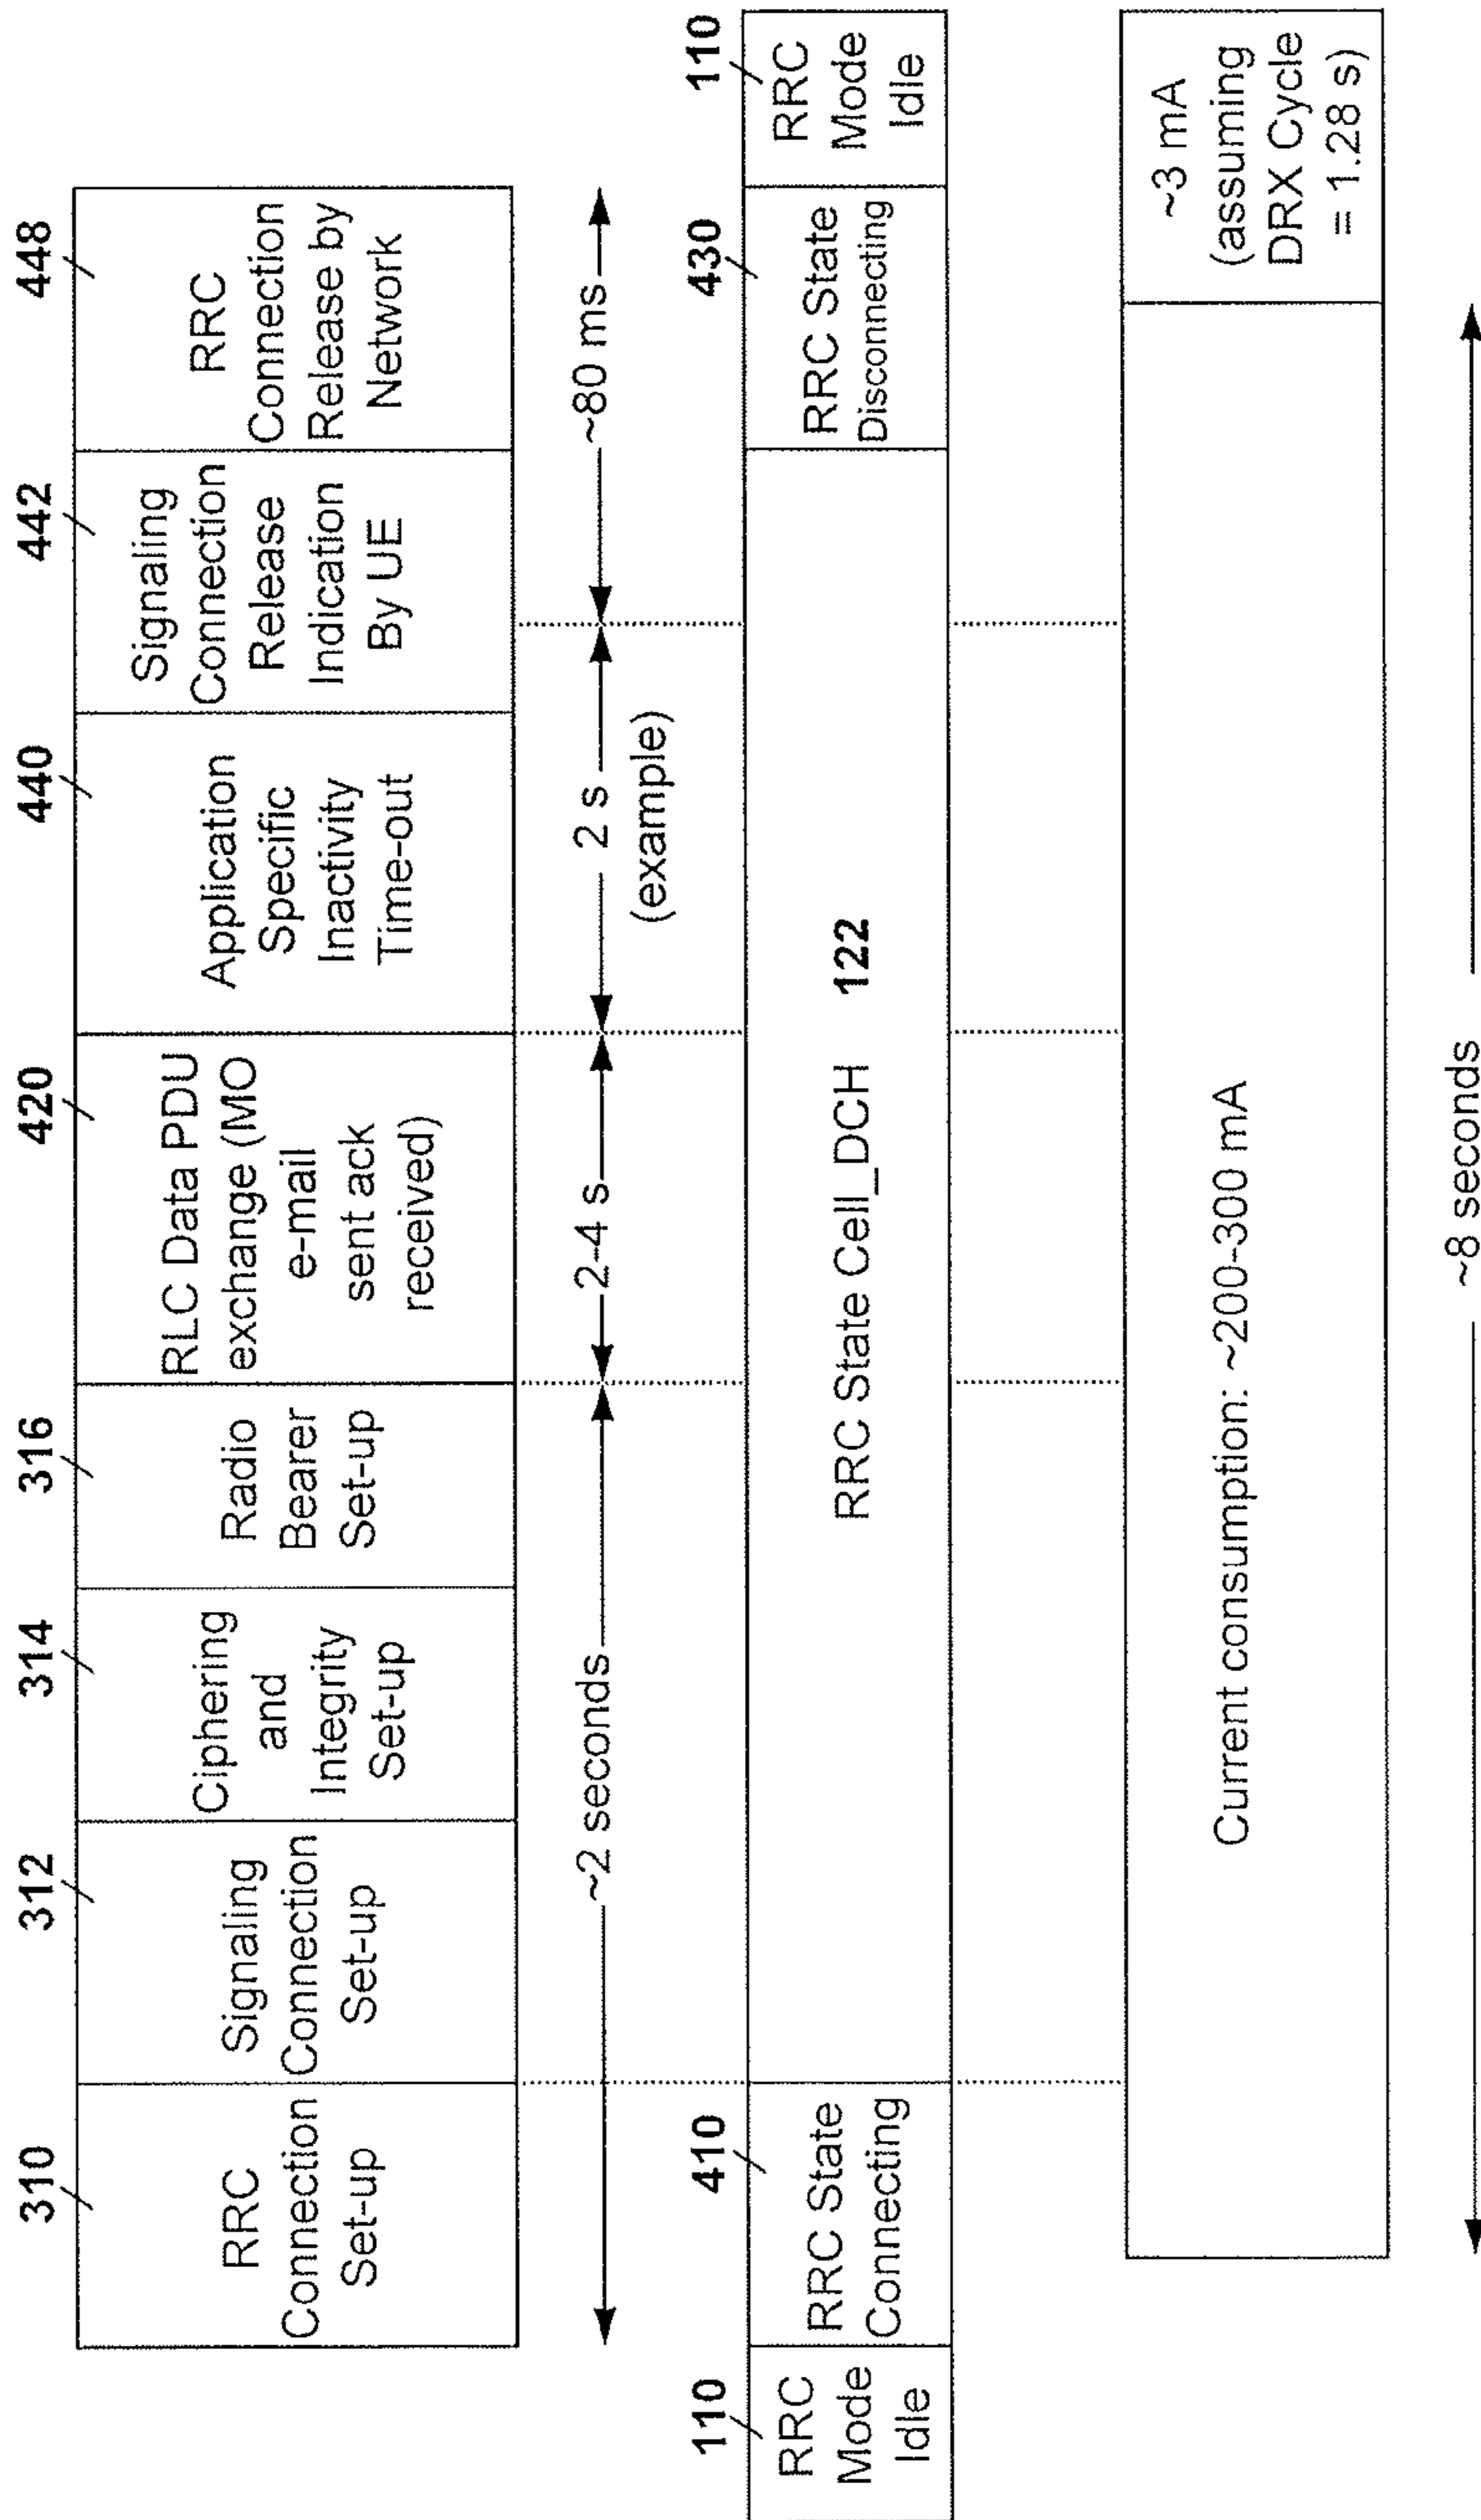 310
RRC
Connection
Set-up
312
Signaling
Connection
Set-up
314
Ciphering
and
Integrity
Set-up
316
Radio
Bearer
Set-up
420
RLC Data PDU
exchange (MO
e-mail
sent ack
received)
440
Application
Specific
Inactivity
Time-out
442
Signaling
Connection
Release
Indication
By UE
448
RRC
Connection
Release by
Network
~2 seconds
2-4 s
2 s
(example)
~80 ms
110
RRC
Mode
Idle
410
RRC State
Connecting
RRC State Cell_DCH 122
430
RRC State
Disconnecting
110
RRC
Mode
Idle
Current consumption: ~200-300 mA
~3 mA
(assuming
DRX Cycle
= 1.28 s)
~8 seconds